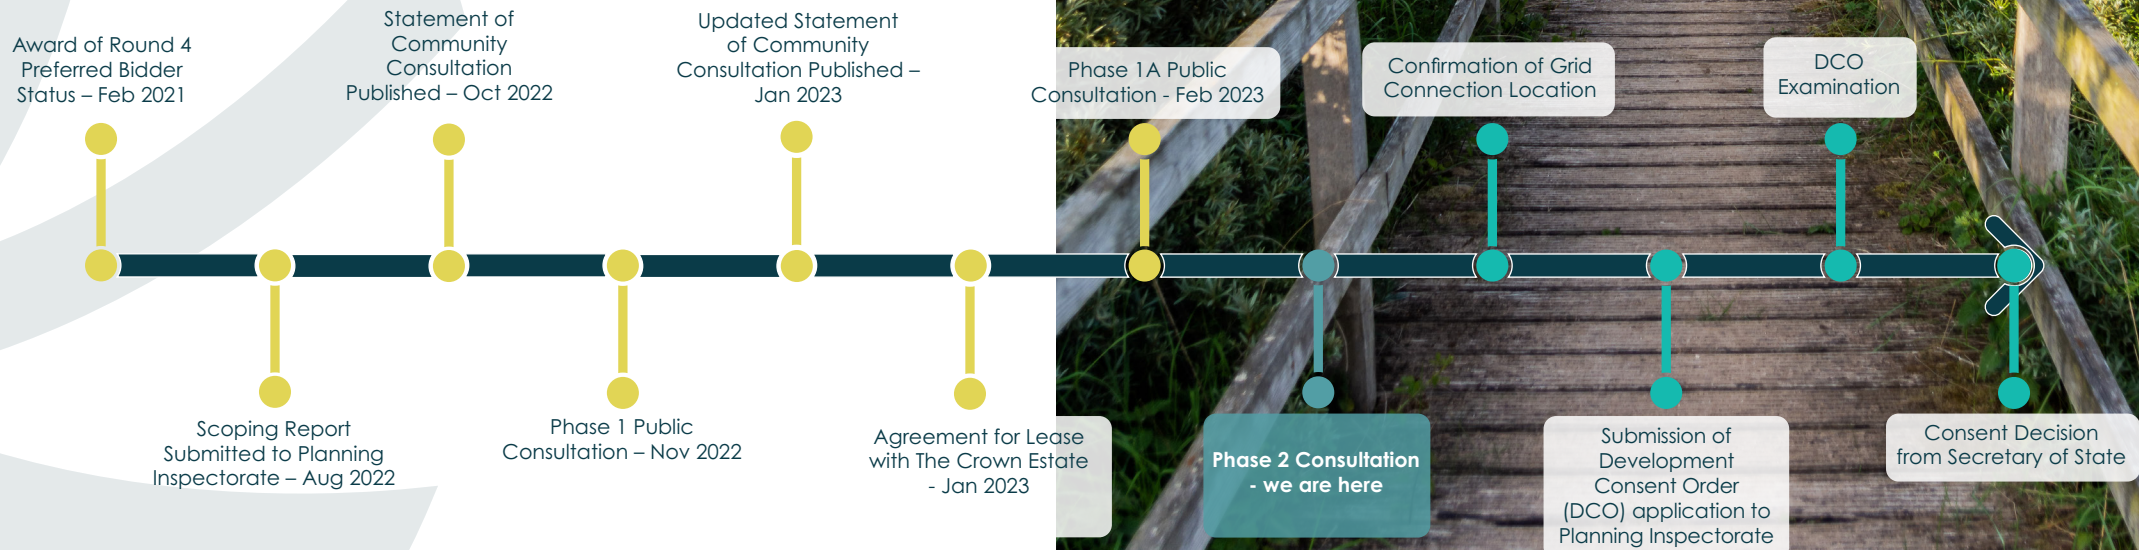 Award of Round 4
Preferred Bidder
Status – Feb 2021
Scoping Report
Submitted to Planning
Inspectorate – Aug 2022
Statement of
Community
Consultation
Published – Oct 2022
Phase 1 Public
Consultation – Nov 2022
Updated Statement
of Community
Consultation Published –
Jan 2023
Agreement for Lease
with The Crown Estate
- Jan 2023
Phase 1A Public
Consultation - Feb 2023
Phase 2 Consultation
- we are here
Confirmation of Grid
Connection Location
Submission of
Development
Consent Order
(DCO) application to
Planning Inspectorate
DCO
Examination
Consent Decision
from Secretary of State